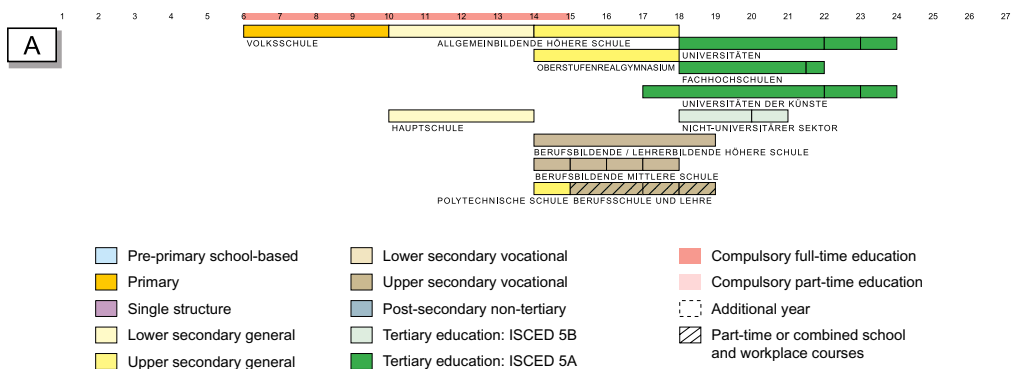 1 2 3 4 5 6 7 8 9 10 11 12 13 14 15 16 17 18 19 20 21 22 23 24 25 26 27
A
VOLKSSCHULE ALLGEMEINBILDENDE HÖHERE SCHULE UNIVERSITÄTEN
OBERSTUFENREALGYMNASIUM
FACHHOCHSCHULEN
UNIVERSITÄTEN DER KÜNSTE
HAUPTSCHULE NICHT-UNIVERSITÄRER SEKTOR
BERUFSBILDENDE / LEHRERBILDENDE HÖHERE SCHULE
BERUFSBILDENDE MITTLERE SCHULE
POLYTECHNISCHE SCHULE BERUFSSCHULE UND LEHRE
Pre-primary school-based
Primary
Single structure
Lower secondary general
Upper secondary general
Lower secondary vocational
Upper secondary vocational
Post-secondary non-tertiary
Tertiary education: ISCED 5B
Tertiary education: ISCED 5A
Compulsory full-time education
Compulsory part-time education
Additional year
Part-time or combined school
and workplace courses